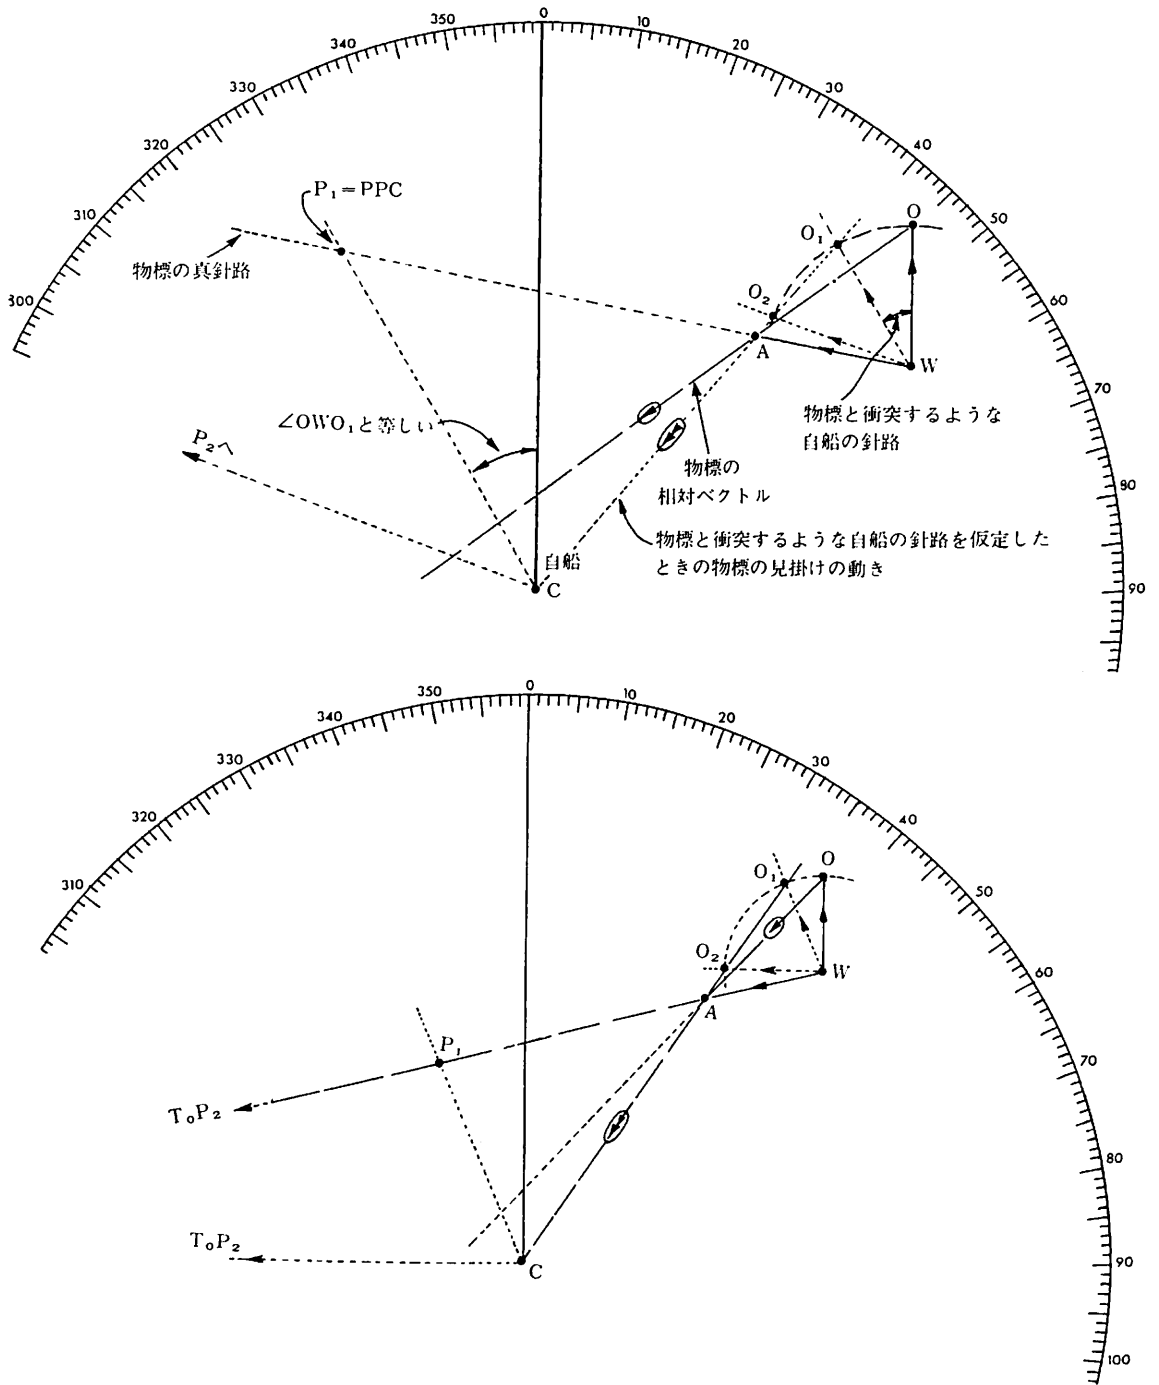 300
310
320
330
340
350
0
10
20
30
40
50
60
70
80
90
P₁=PPC
物標の真針路
O
O₁
O₂
A
W
物標と衝突するような
自船の針路
∠OWO₁と等しい
P₂へ
物標の
相対ベクトル
自船
C
物標と衝突するような自船の針路を仮定した
ときの物標の見掛けの動き
310
320
330
340
350
0
10
20
30
40
50
60
70
80
90
100
O
O₁
O₂
W
A
P₁
T₀P₂
T₀P₂
C